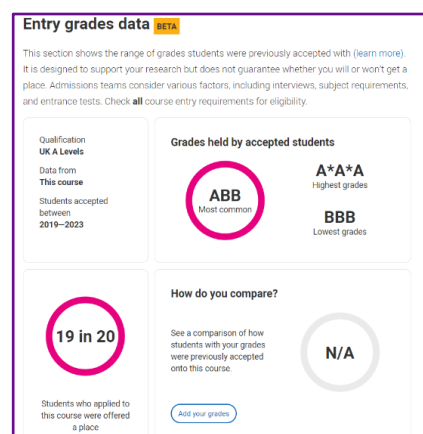 Entry grades data BETA
This section shows the range of grades students were previously accepted with (learn more).
It is designed to support your research but does not guarantee whether you will or won't get a
place. Admissions teams consider various factors, including interviews, subject requirements,
and entrance tests. Check all course entry requirements for eligibility.
Qualification
UK A Levels
Data from
This course
Students accepted
between
2019—2023
Grades held by accepted students
ABB
Most common
A*A*A
Highest grades
BBB
Lowest grades
19 in 20
Students who applied to
this course were offered
a place
How do you compare?
See a comparison of how
students with your grades
were previously accepted
onto this course.
N/A
Add your grades